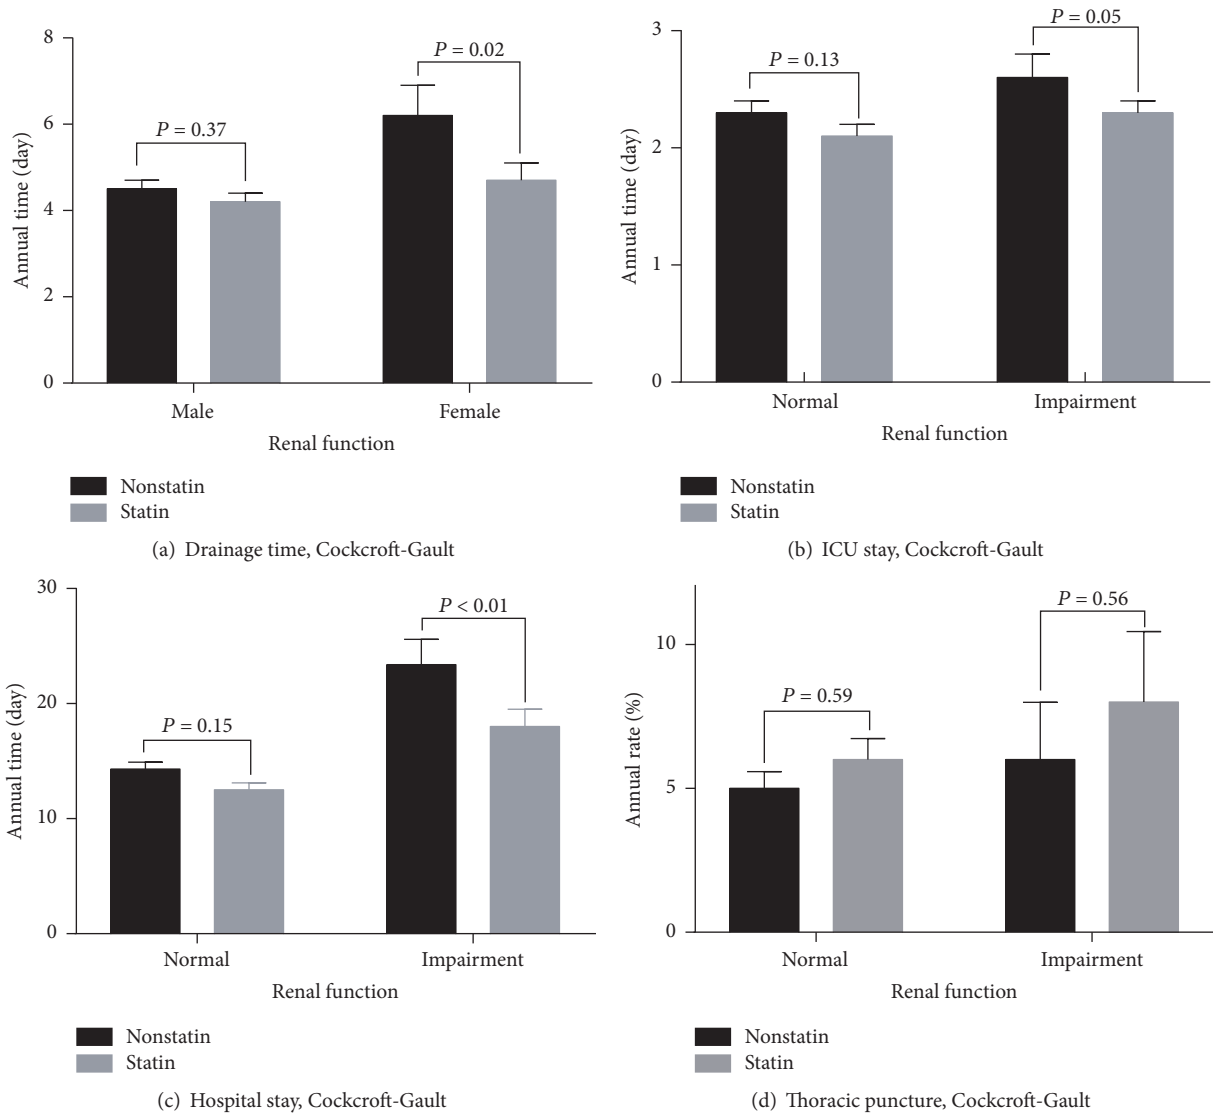 8
6
4
2
0
Annual time (day)
P = 0.37
P = 0.02
Male
Female
Renal function
Nonstatin
Statin
(a) Drainage time, Cockcroft-Gault
3
2
1
0
Annual time (day)
P = 0.13
P = 0.05
Normal
Impairment
Renal function
Nonstatin
Statin
(b) ICU stay, Cockcroft-Gault
30
20
10
0
Annual time (day)
P = 0.15
P < 0.01
Normal
Impairment
Renal function
Nonstatin
Statin
(c) Hospital stay, Cockcroft-Gault
10
5
0
Annual rate (%)
P = 0.59
P = 0.56
Normal
Impairment
Renal function
Nonstatin
Statin
(d) Thoracic puncture, Cockcroft-Gault